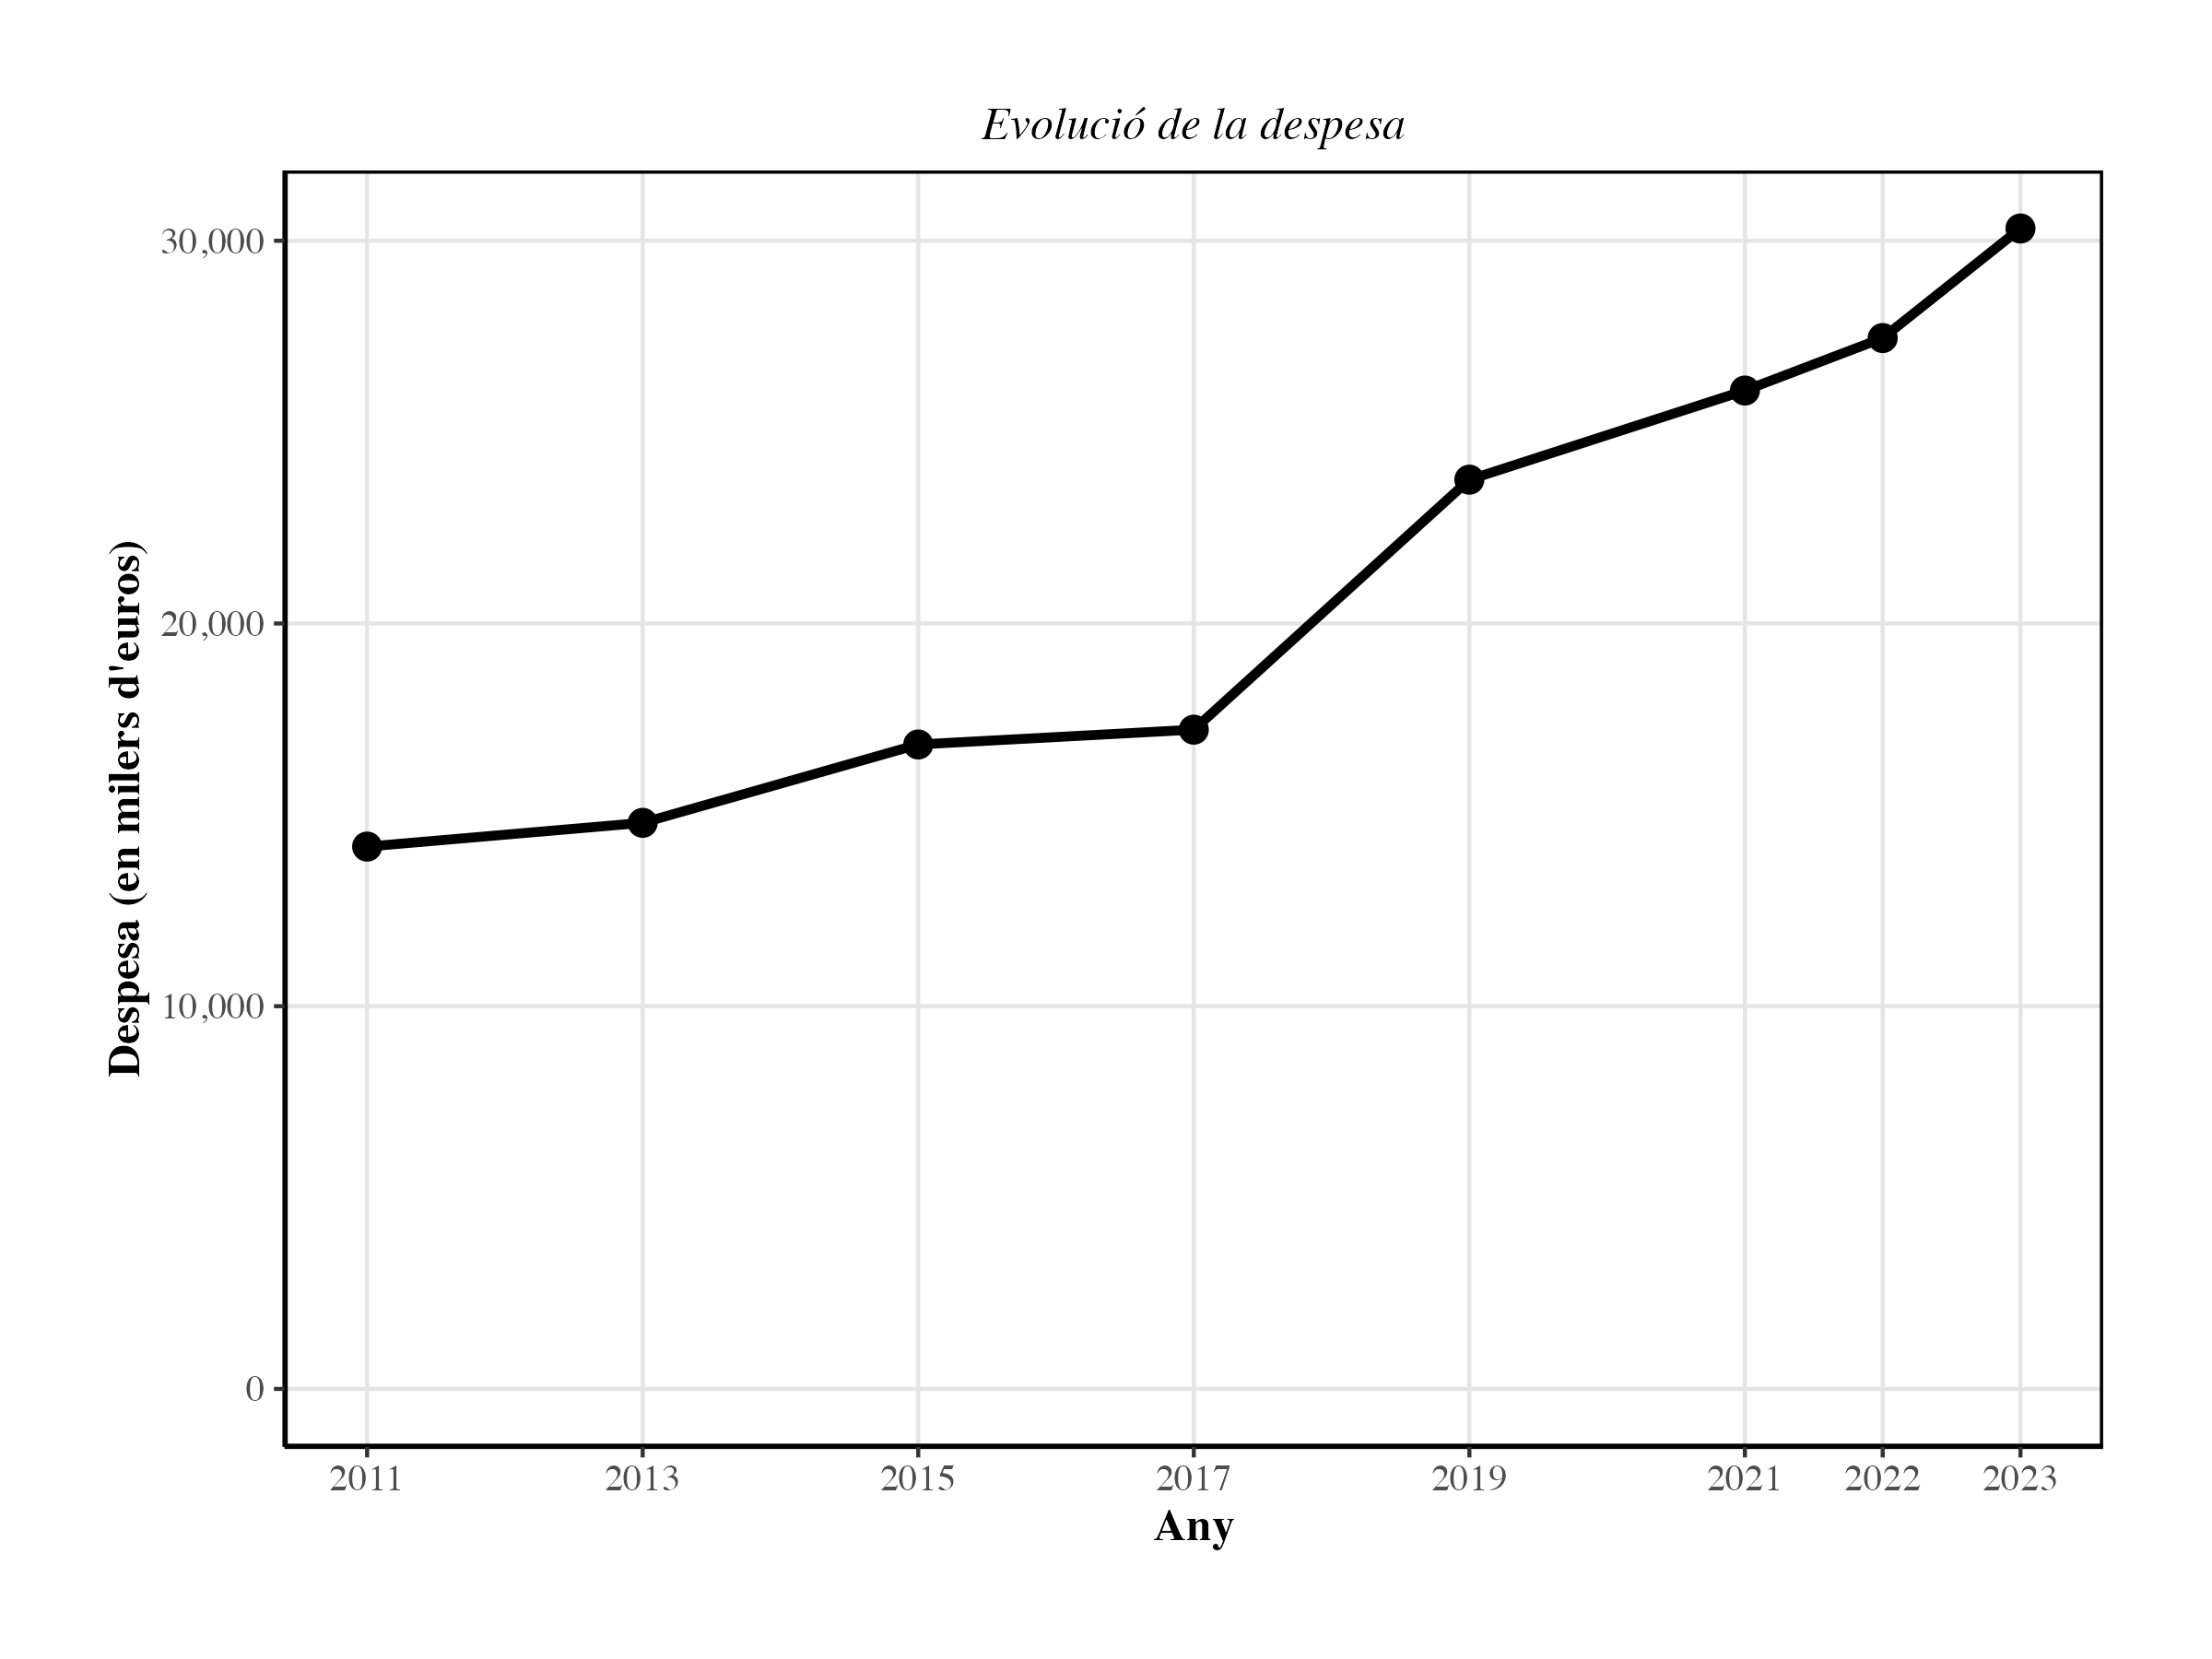 Evolució de la despesa
Despesa (en milers d'euros)
30,000
20,000
10,000
0
2011 2013 2015 2017 2019 2021 2022 2023
Any